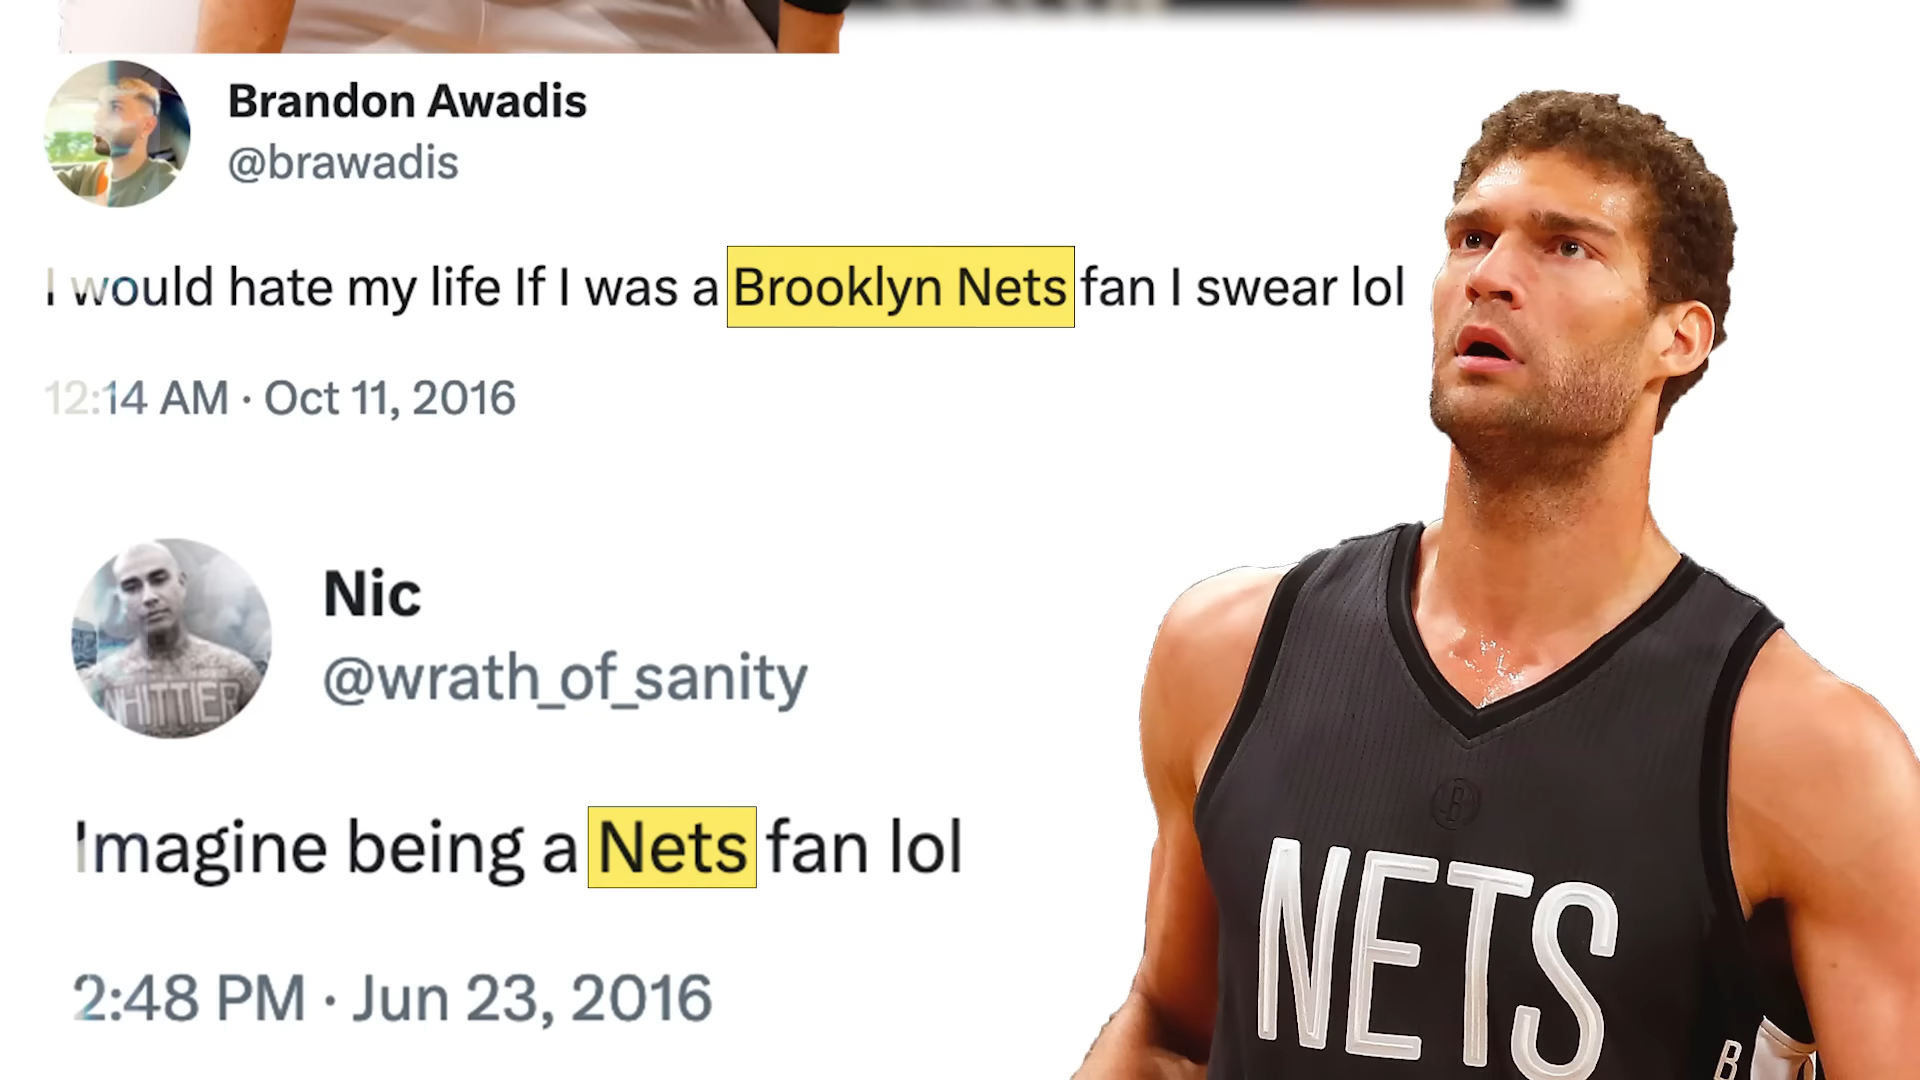 Brandon Awadis
@brawadis
I would hate my life If I was a Brooklyn Nets fan I swear lol
12:14 AM · Oct 11, 2016
Nic
@wrath_of_sanity
WHITTIER
Imagine being a Nets fan lol
2:48 PM · Jun 23, 2016
B
NETS
B